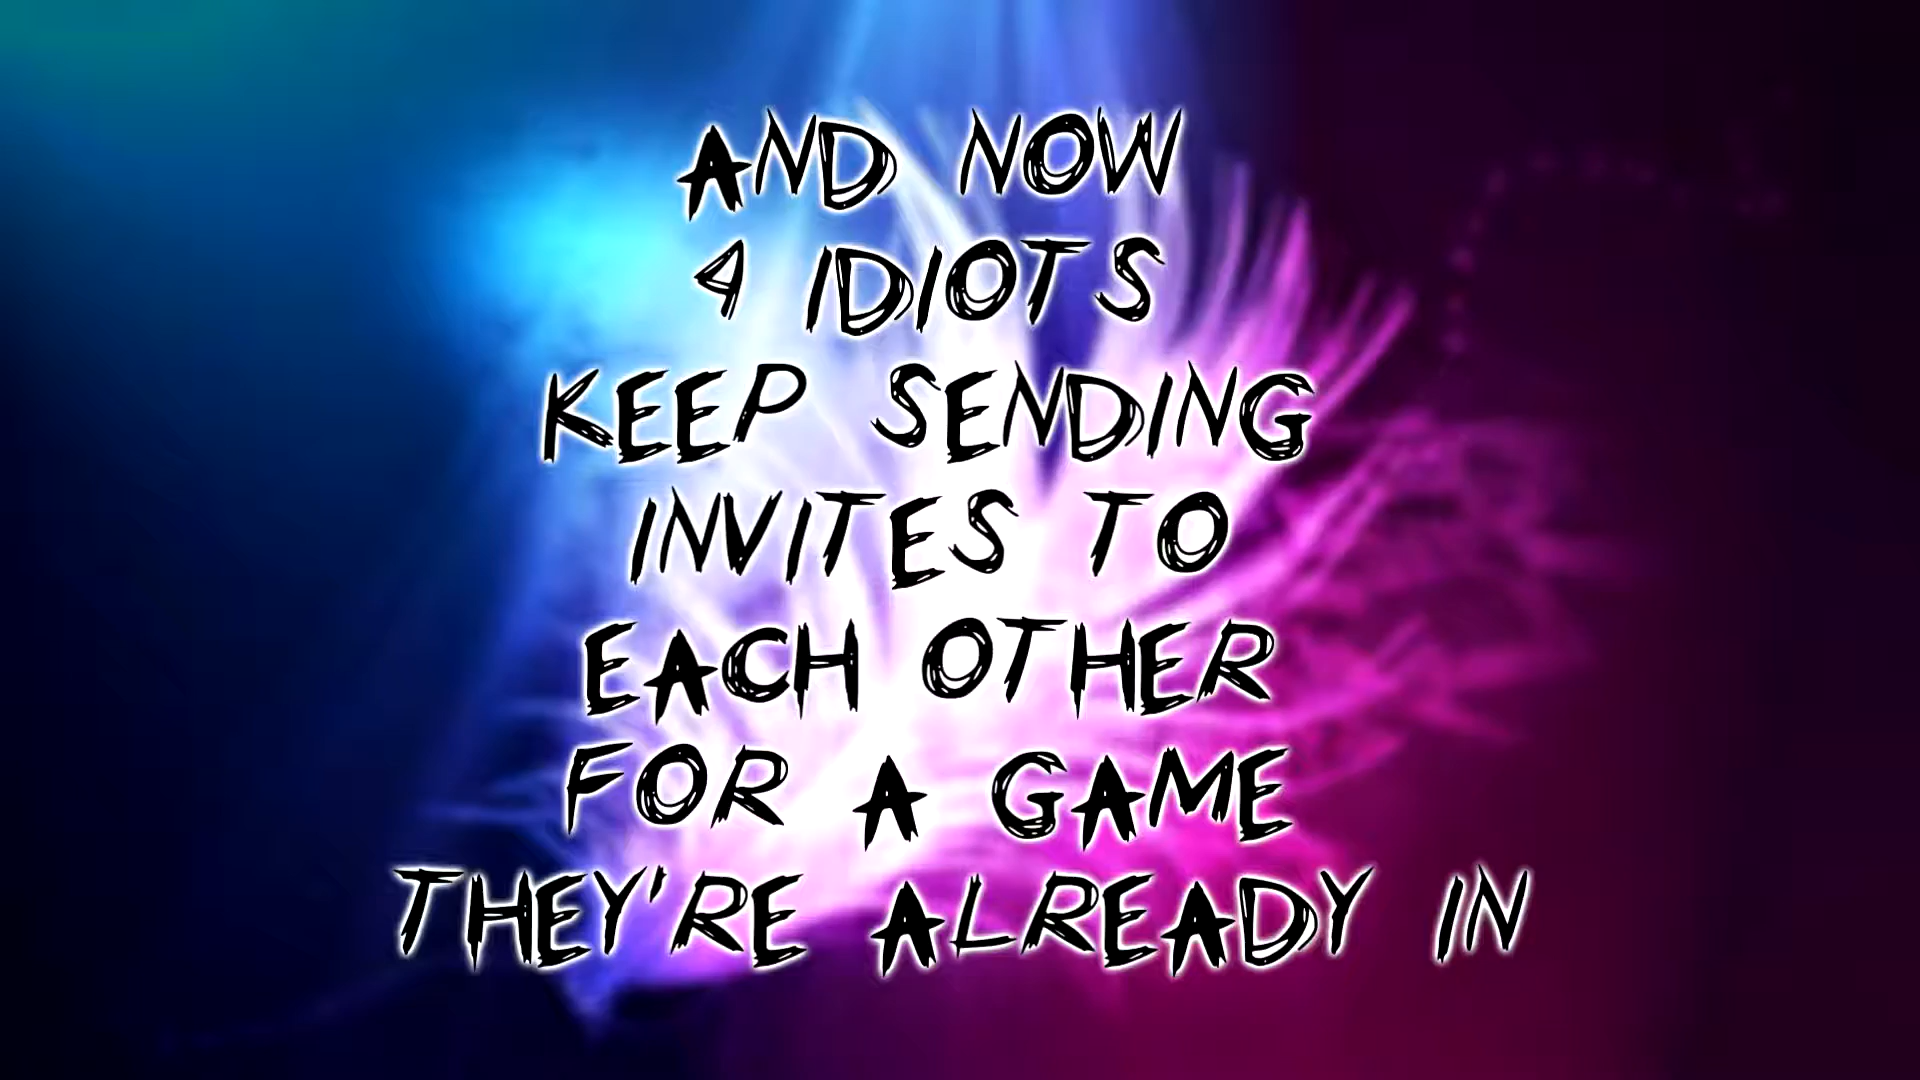 AND NOW
4 IDIOTS
KEEP SENDING
INVITES TO
EACH OTHER
FOR A GAME
THEY'RE ALREADY IN